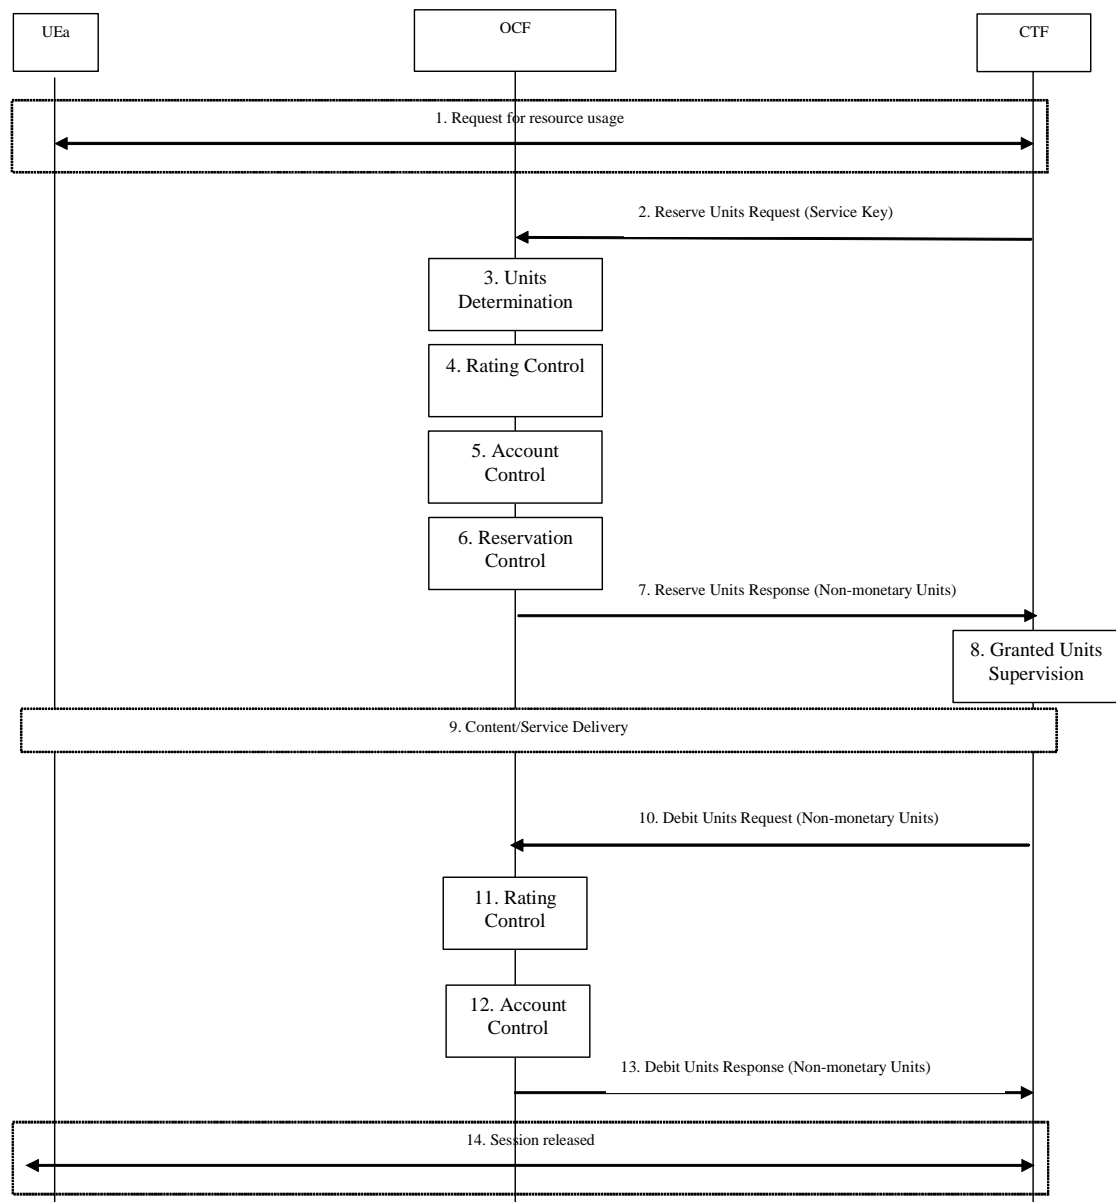 UEa
OCF
CTF
1. Request for resource usage
2. Reserve Units Request (Service Key)
3. Units
Determination
4. Rating Control
5. Account
Control
6. Reservation
Control
7. Reserve Units Response (Non-monetary Units)
8. Granted Units
Supervision
9. Content/Service Delivery
10. Debit Units Request (Non-monetary Units)
11. Rating
Control
12. Account
Control
13. Debit Units Response (Non-monetary Units)
14. Session released